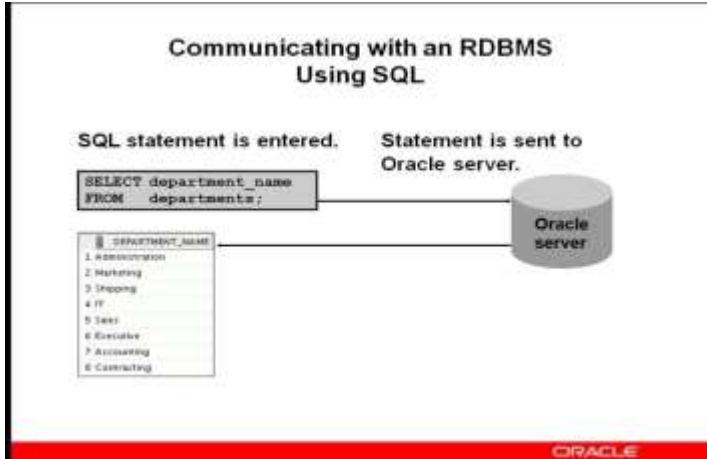 Communicating with an RDBMS
Using SQL
SQL statement is entered.
Statement is sent to
Oracle server.
SELECT department_name
FROM departments;
Oracle
server
DEPARTMENT_NAME
1 Administration
2 Marketing
3 Shipping
4 IT
5 Sales
6 Executive
7 Accounting
8 Contracting
ORACLE